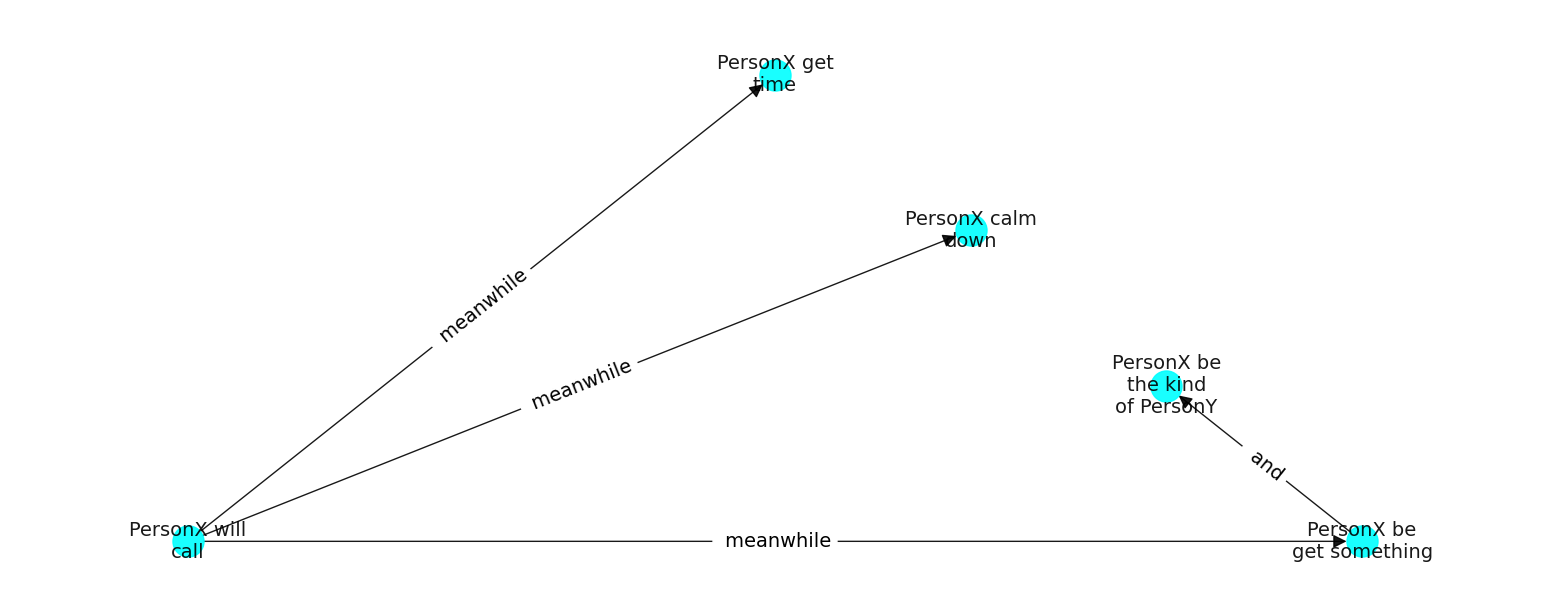 PersonX get
time
PersonX calm
down
meanwhile
PersonX be
the kind
of PersonY
meanwhile
and
PersonX will
call
meanwhile
PersonX be
get something